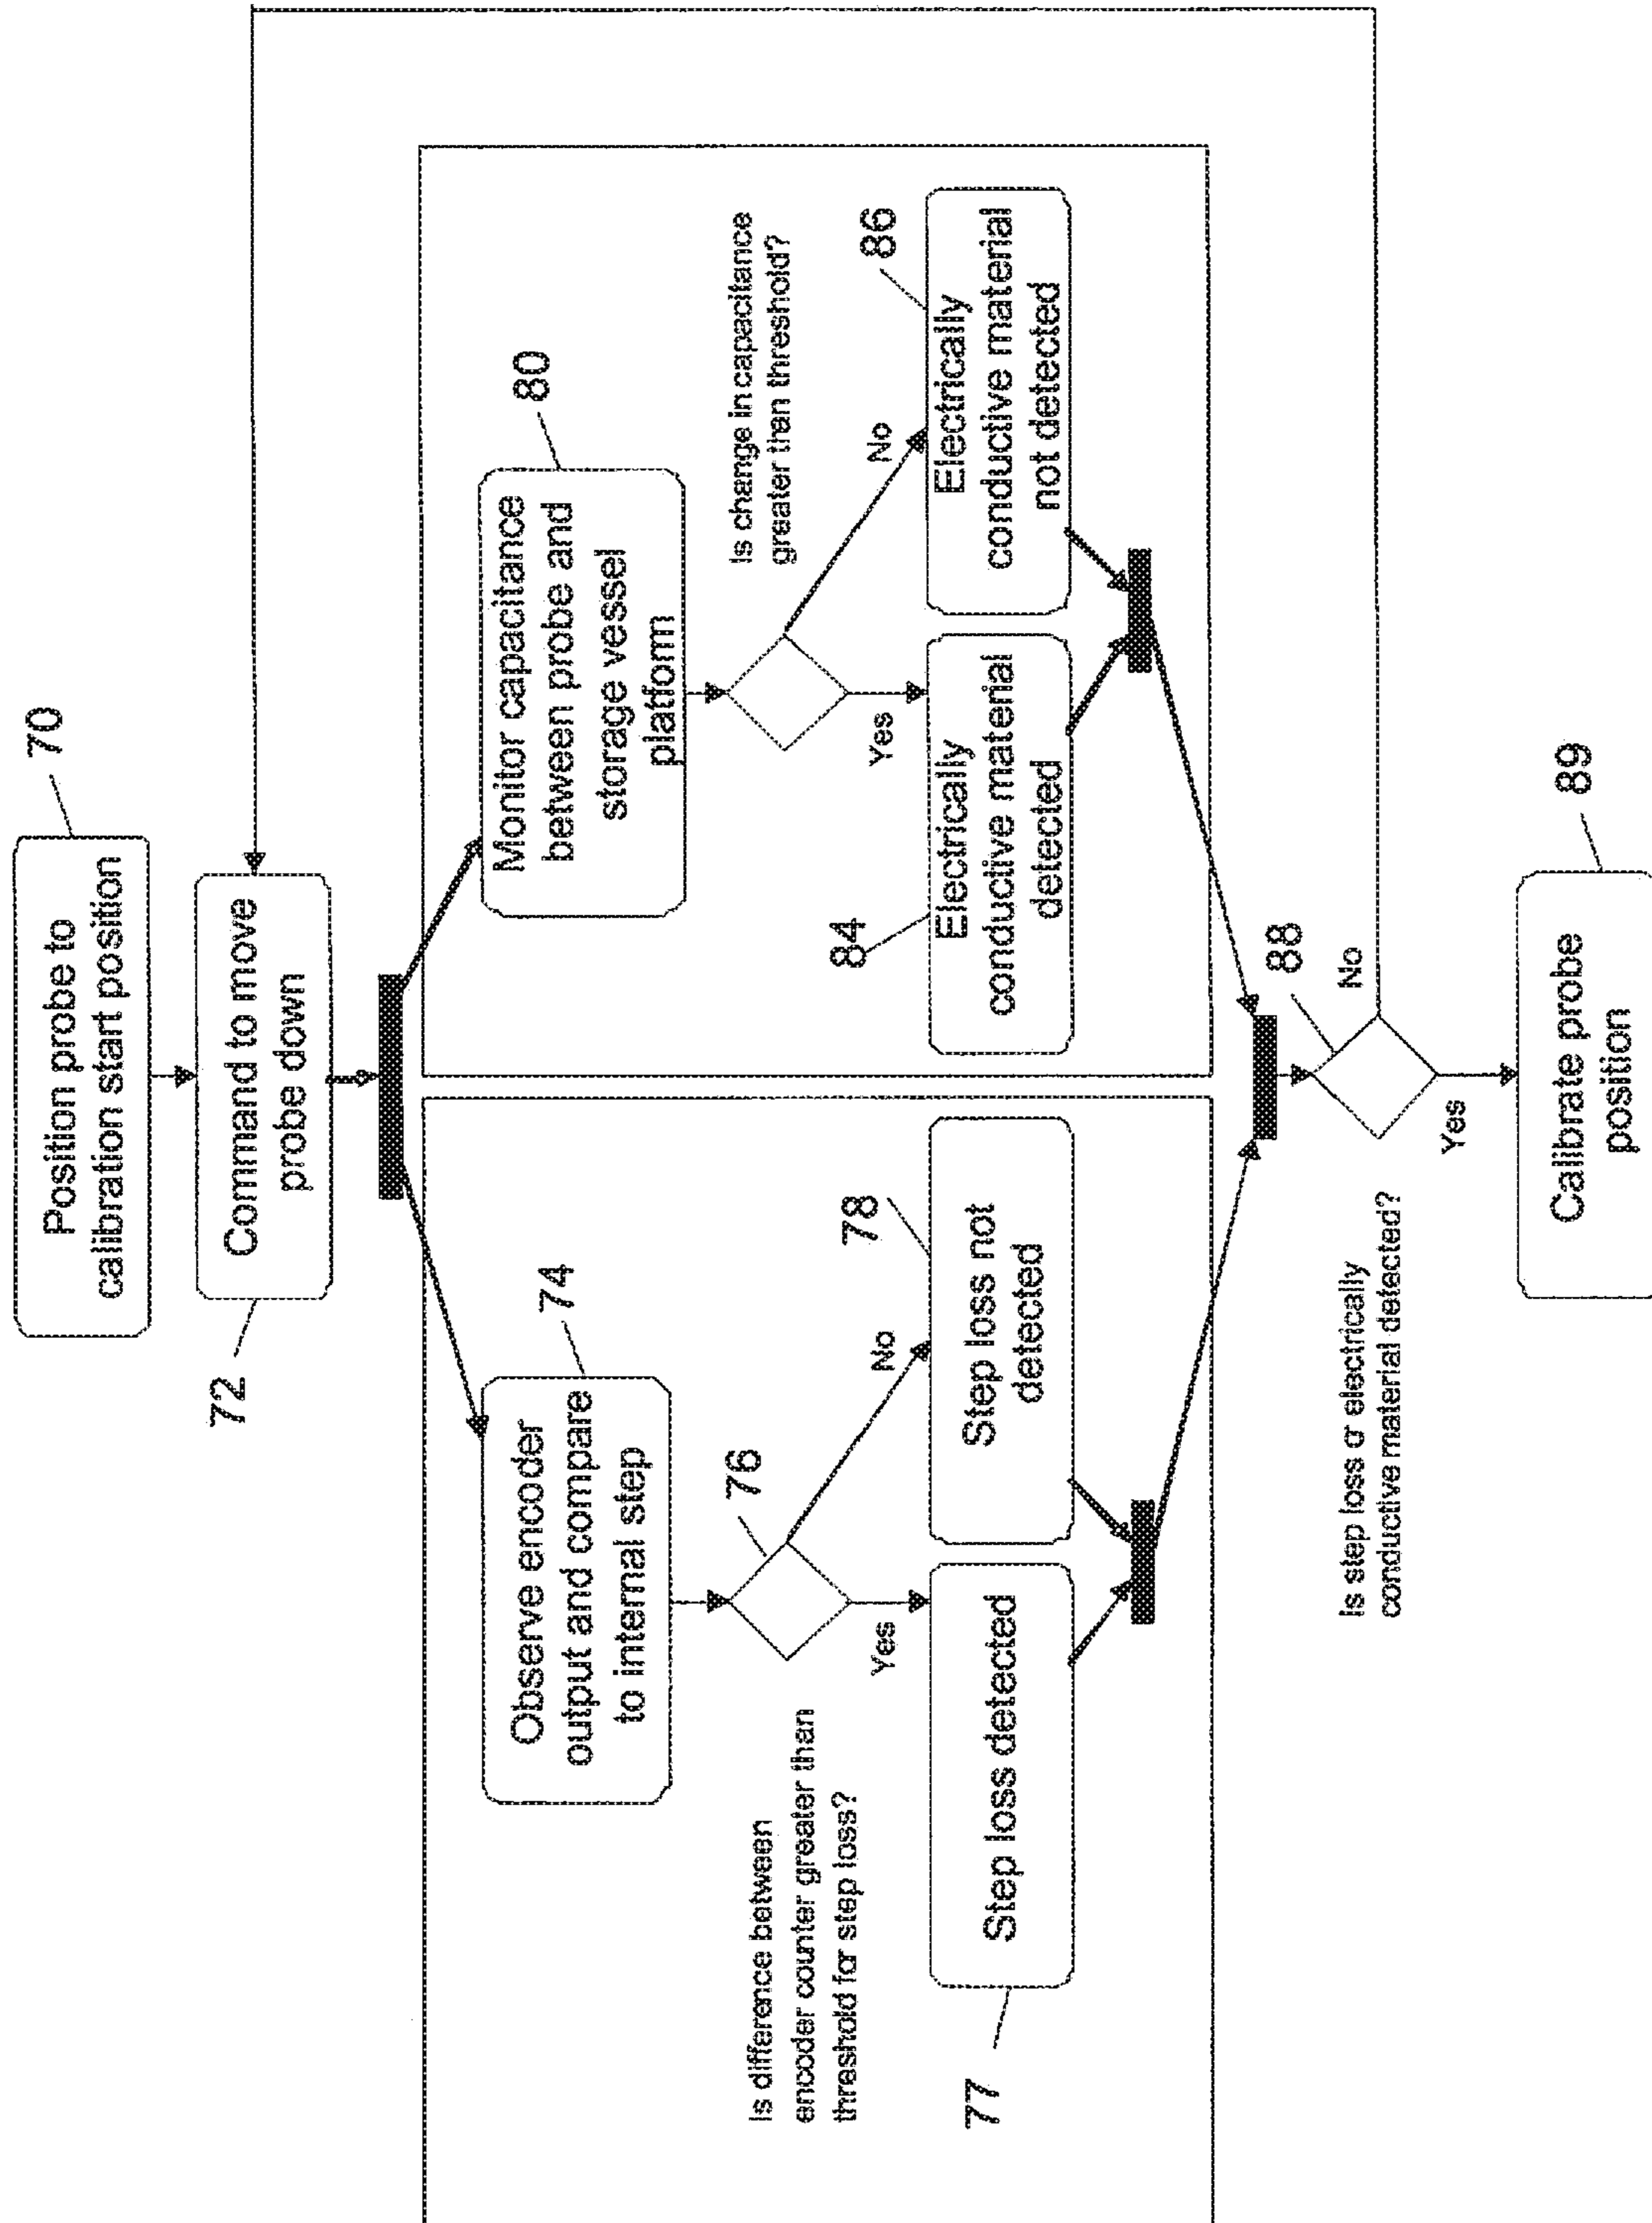 Position probe to
calibration start position
70
Command to move
probe down
72
Observe encoder
output and compare
to internal step
74
Is difference between
encoder counter greater than
threshold for step loss?
76
Yes
No
Step loss detected
77
Step loss not
detected
78
Monitor capacitance
between probe and
storage vessel
platform
80
Is change in capacitance
greater than threshold?
Yes
No
84
Electrically
conductive material
detected
86
Electrically
conductive material
not detected
Is step loss or electrically
conductive material detected?
88
No
Yes
Calibrate probe
position
89